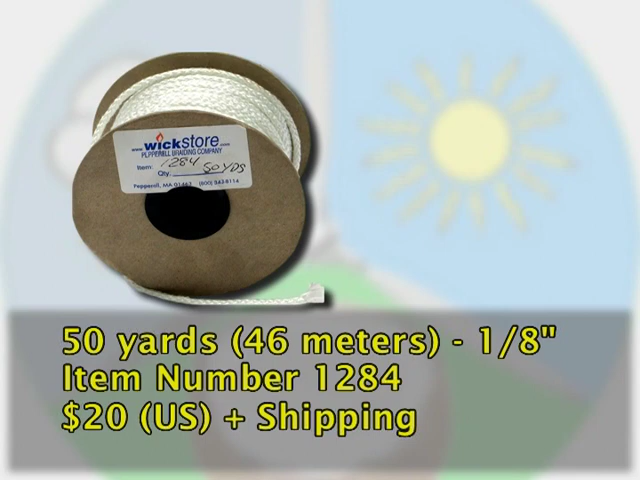 www.wickstore.com
PEPPERELL BRAIDING COMPANY
Item: 1284
Qty. 50 YDS
Pepperell, MA 01463 (800) 343-8114
50 yards (46 meters) - 1/8"
Item Number 1284
$20 (US) + Shipping